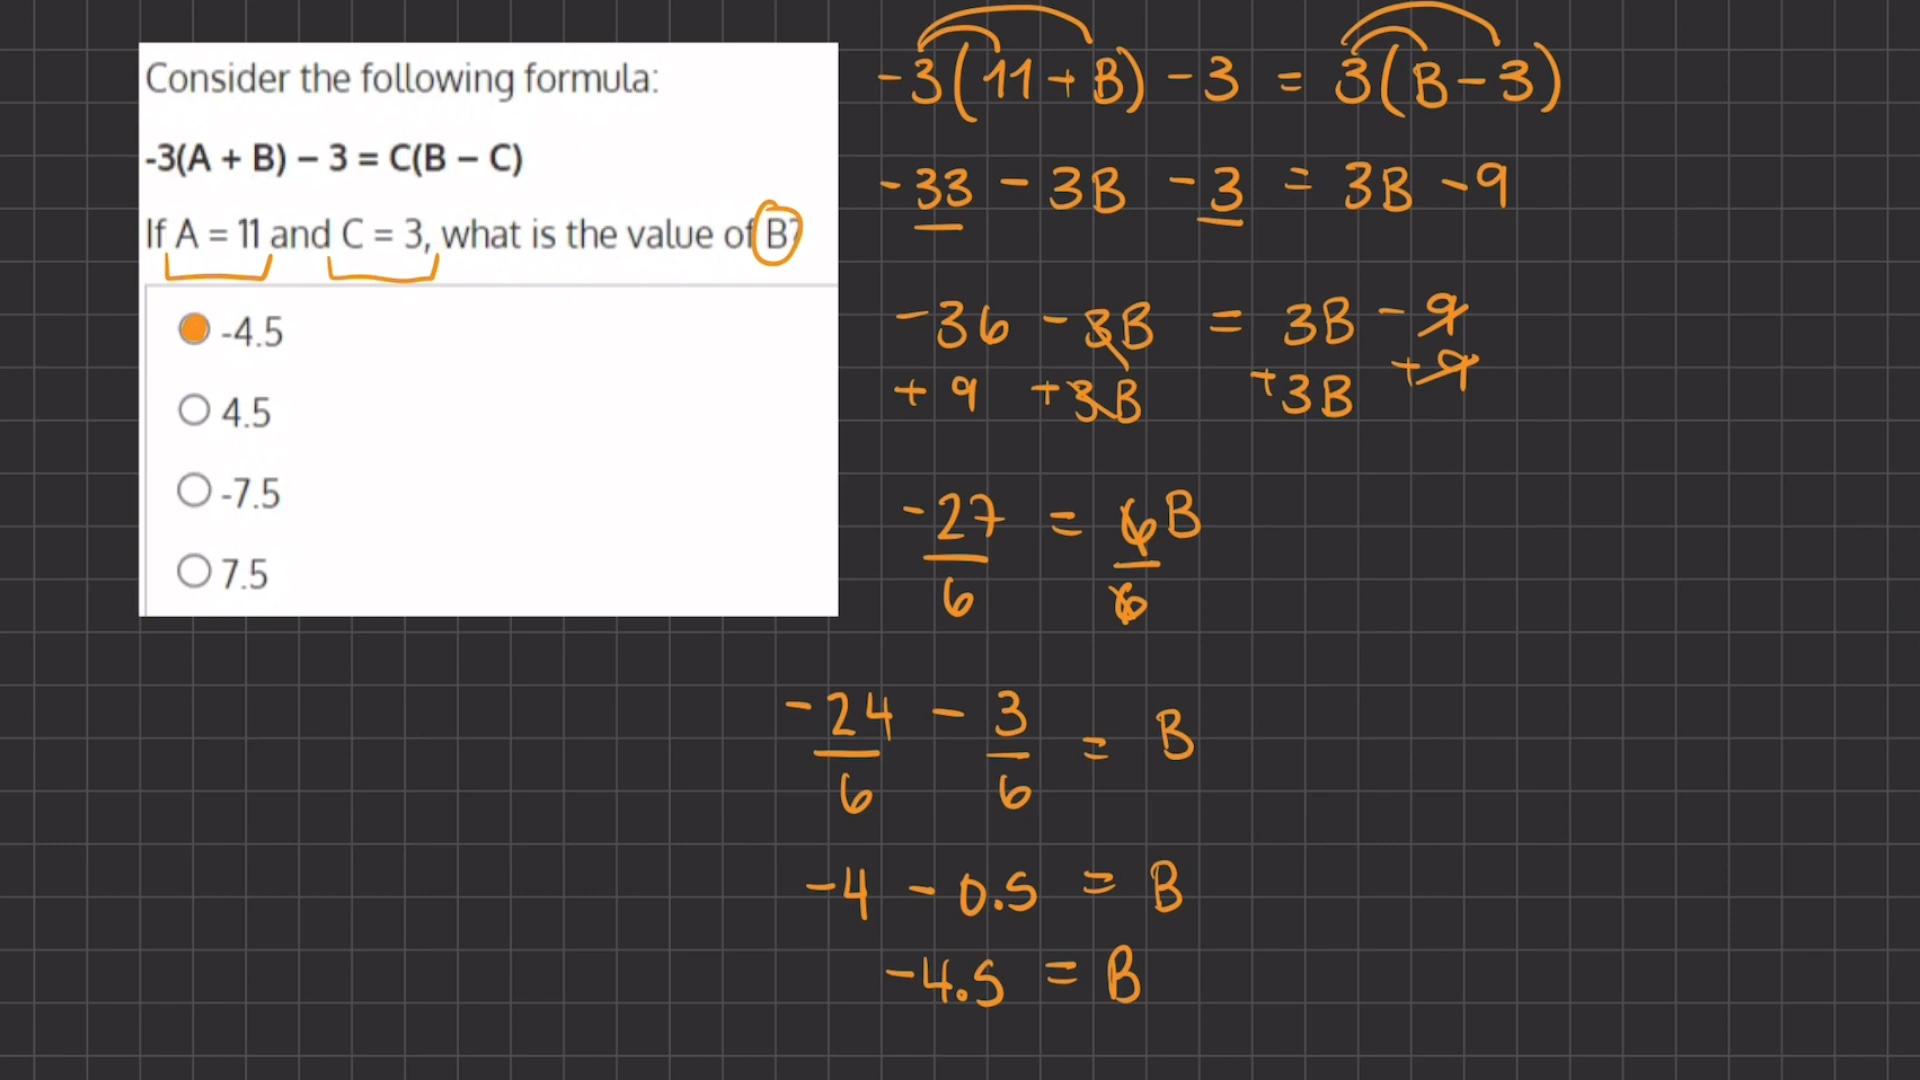 Consider the following formula:
-3(A + B) – 3 = C(B – C)
If A = 11 and C = 3, what is the value of B?
-4.5
4.5
-7.5
7.5
-3(11+B) -3 = 3(B-3)
-33 - 3B - 3 = 3B - 9
-36 - 3B = 3B - 9
+ 9 + 3B +3B + 9
-27 = 6B
6 6
-24 - 3 = B
6 6
-4 - 0.5 = B
-4.5 = B